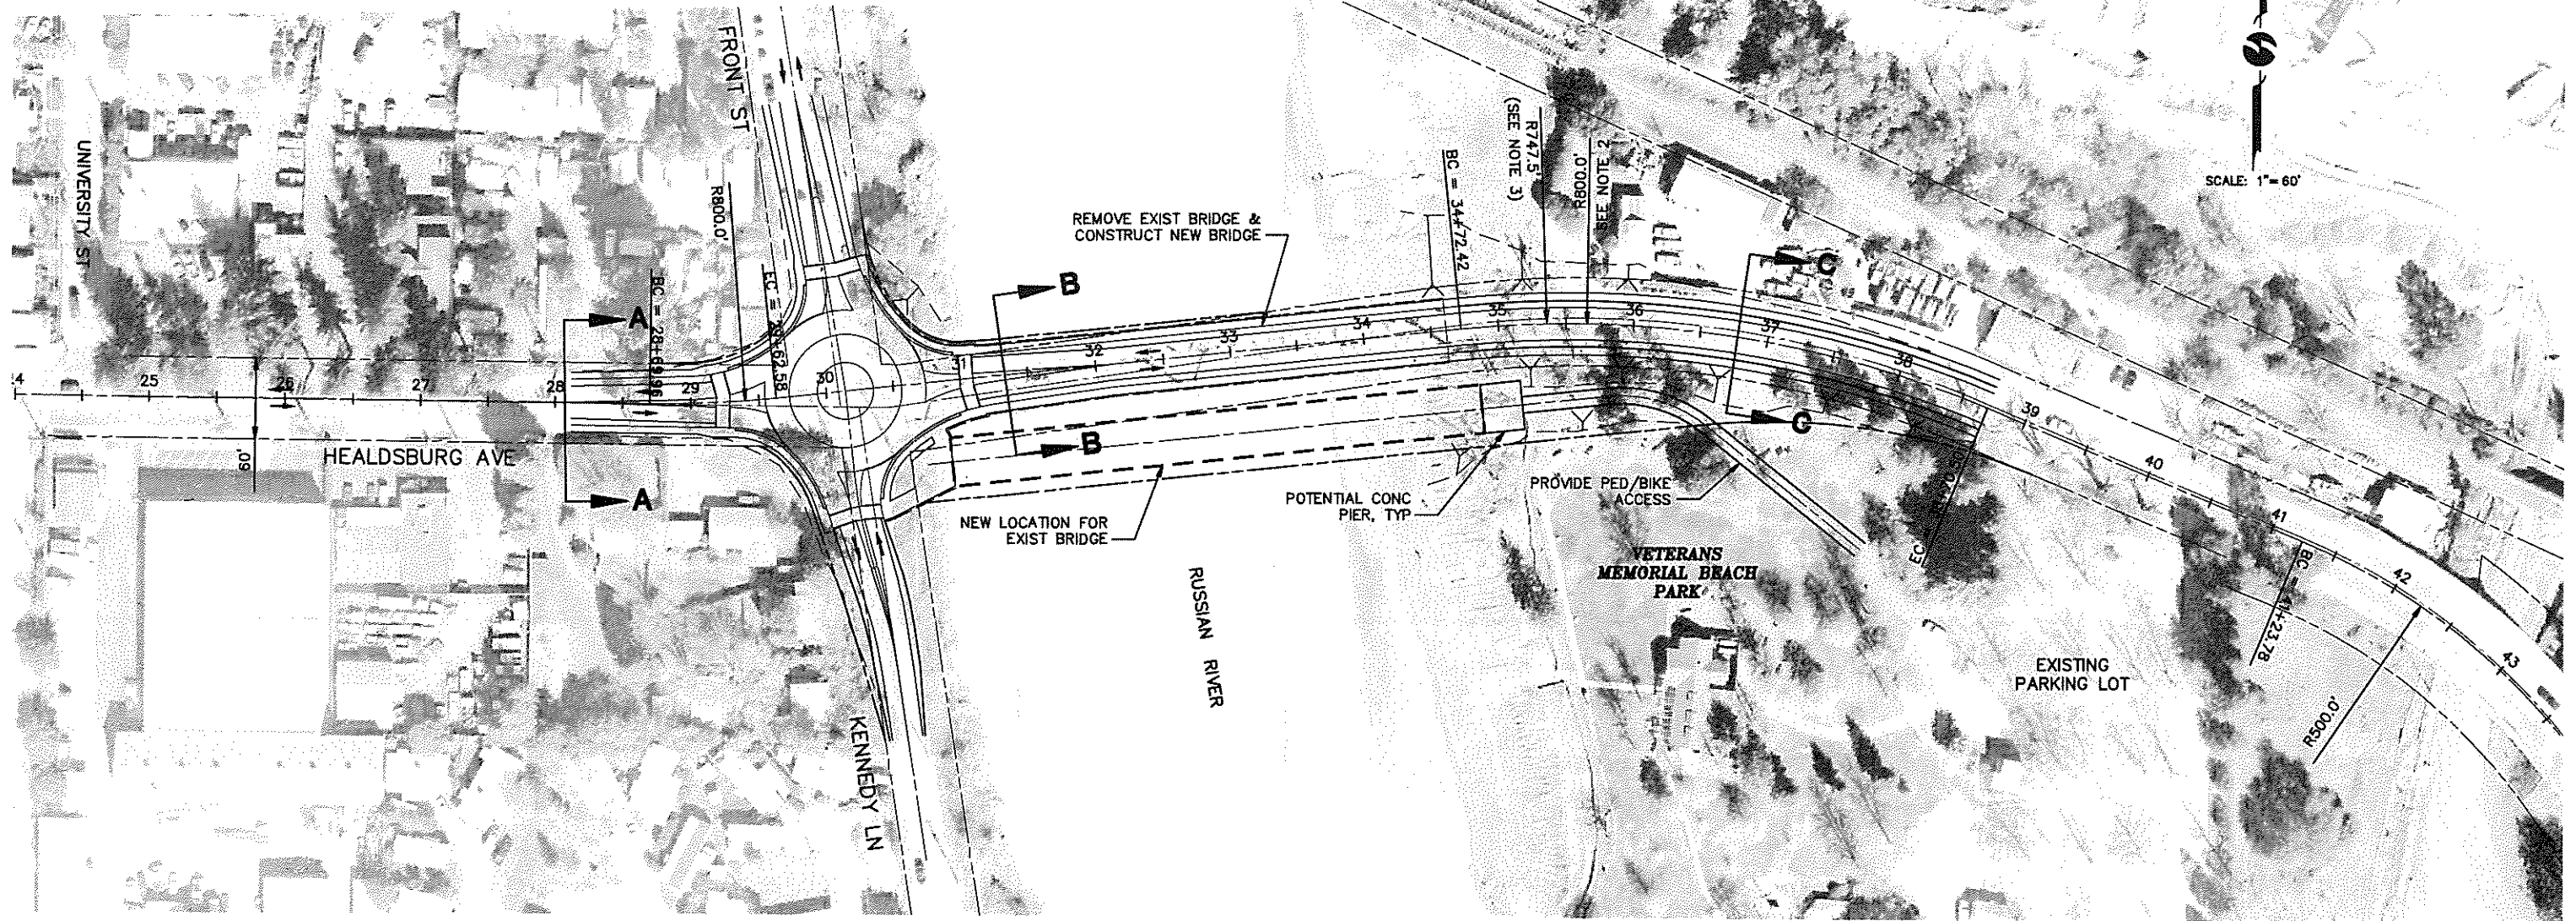 FRONT ST
UNIVERSITY ST
R800.0'
EC = 29+62.58
BC = 28+69.96
A
A
24
25
26
27
28
29
30
31
32
33
34
35
36
37
38
39
40
41
42
43
60'
HEALDSBURG AVE
KENNEDY LN
B
B
REMOVE EXIST BRIDGE &
CONSTRUCT NEW BRIDGE
NEW LOCATION FOR
EXIST BRIDGE
RUSSIAN RIVER
BC = 34+72.42
R747.5'
(SEE NOTE 3)
R800.0'
SEE NOTE 2
C
C
POTENTIAL CONC
PIER, TYP
PROVIDE PED/BIKE
ACCESS
VETERANS
MEMORIAL BEACH
PARK
EC
EXISTING
PARKING LOT
BC = 41+23.78
R500.0'
SCALE: 1"=60'